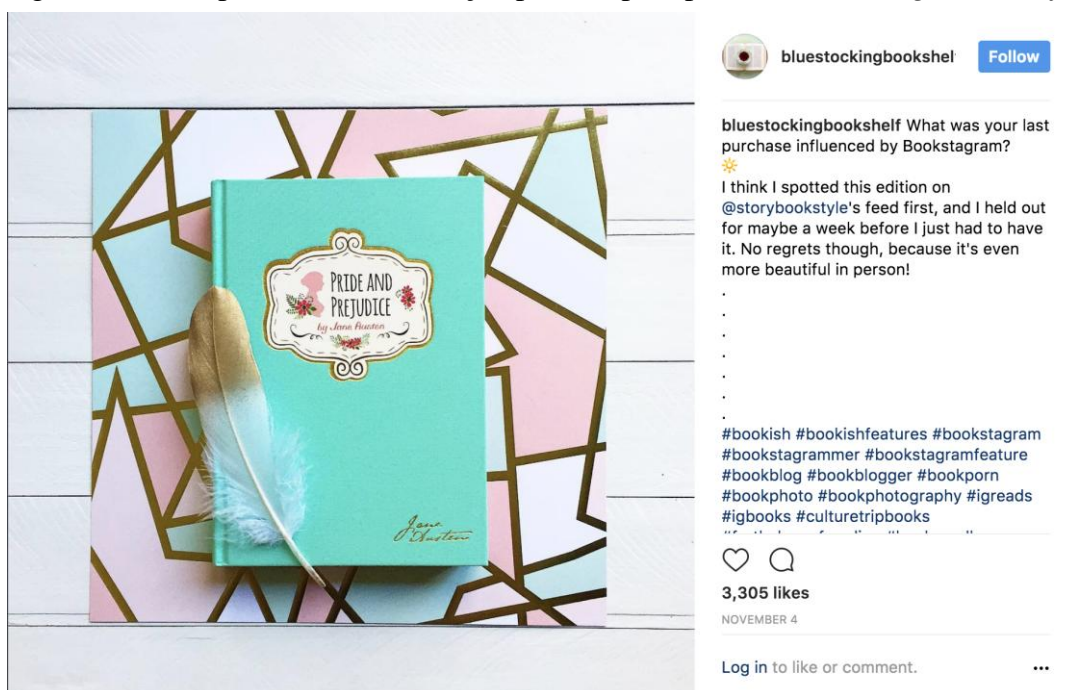 PRIDE AND
PREJUDICE
by Jane Austen
Jane
Austen
bluestockingbookshel
Follow
bluestockingbookshelf What was your last
purchase influenced by Bookstagram?
I think I spotted this edition on
@storybookstyle's feed first, and I held out
for maybe a week before I just had to have
it. No regrets though, because it's even
more beautiful in person!
.
.
.
.
.
.
.
#bookish #bookishfeatures #bookstagram
#bookstagrammer #bookstagramfeature
#bookblog #bookblogger #bookporn
#bookphoto #bookphotography #igreads
#igbooks #culturetripbooks
3,305 likes
NOVEMBER 4
Log in to like or comment.